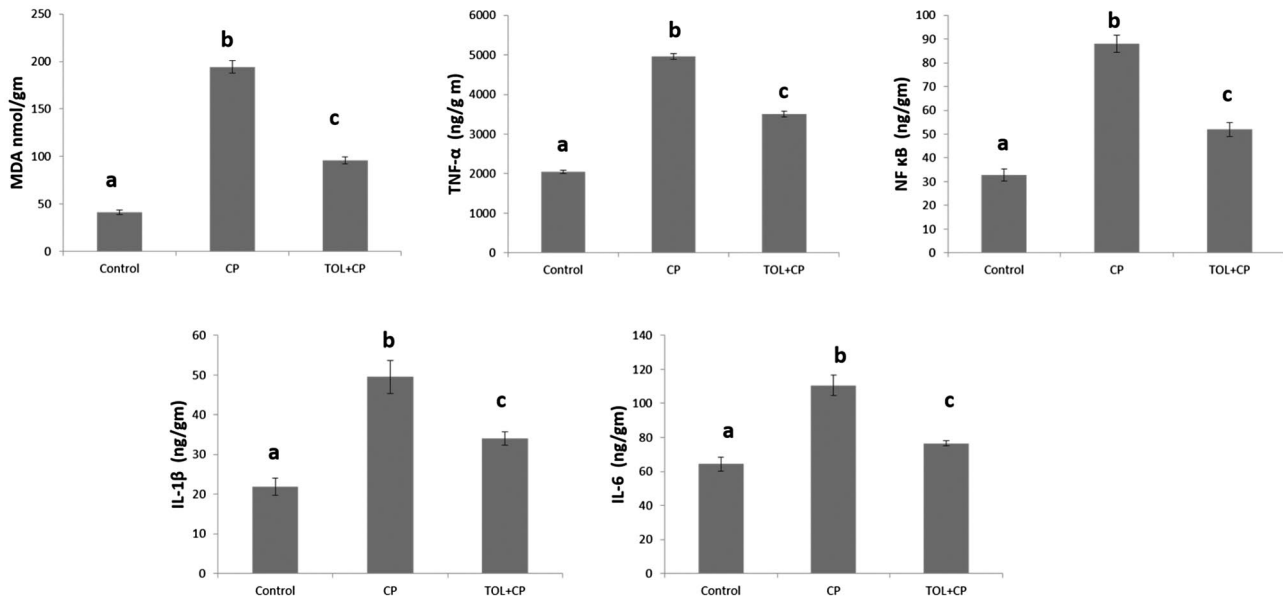 MDA nmol/gm
250
200
150
100
50
0
a
b
c
Control CP TOL+CP
TNF-α (ng/g m)
6000
5000
4000
3000
2000
1000
0
a
b
c
Control CP TOL+CP
NF κB (ng/gm)
100
90
80
70
60
50
40
30
20
10
0
a
b
c
Control CP TOL+CP
IL-1β (ng/gm)
60
50
40
30
20
10
0
a
b
c
Control CP TOL+CP
IL-6 (ng/gm)
140
120
100
80
60
40
20
0
a
b
c
Control CP TOL+CP